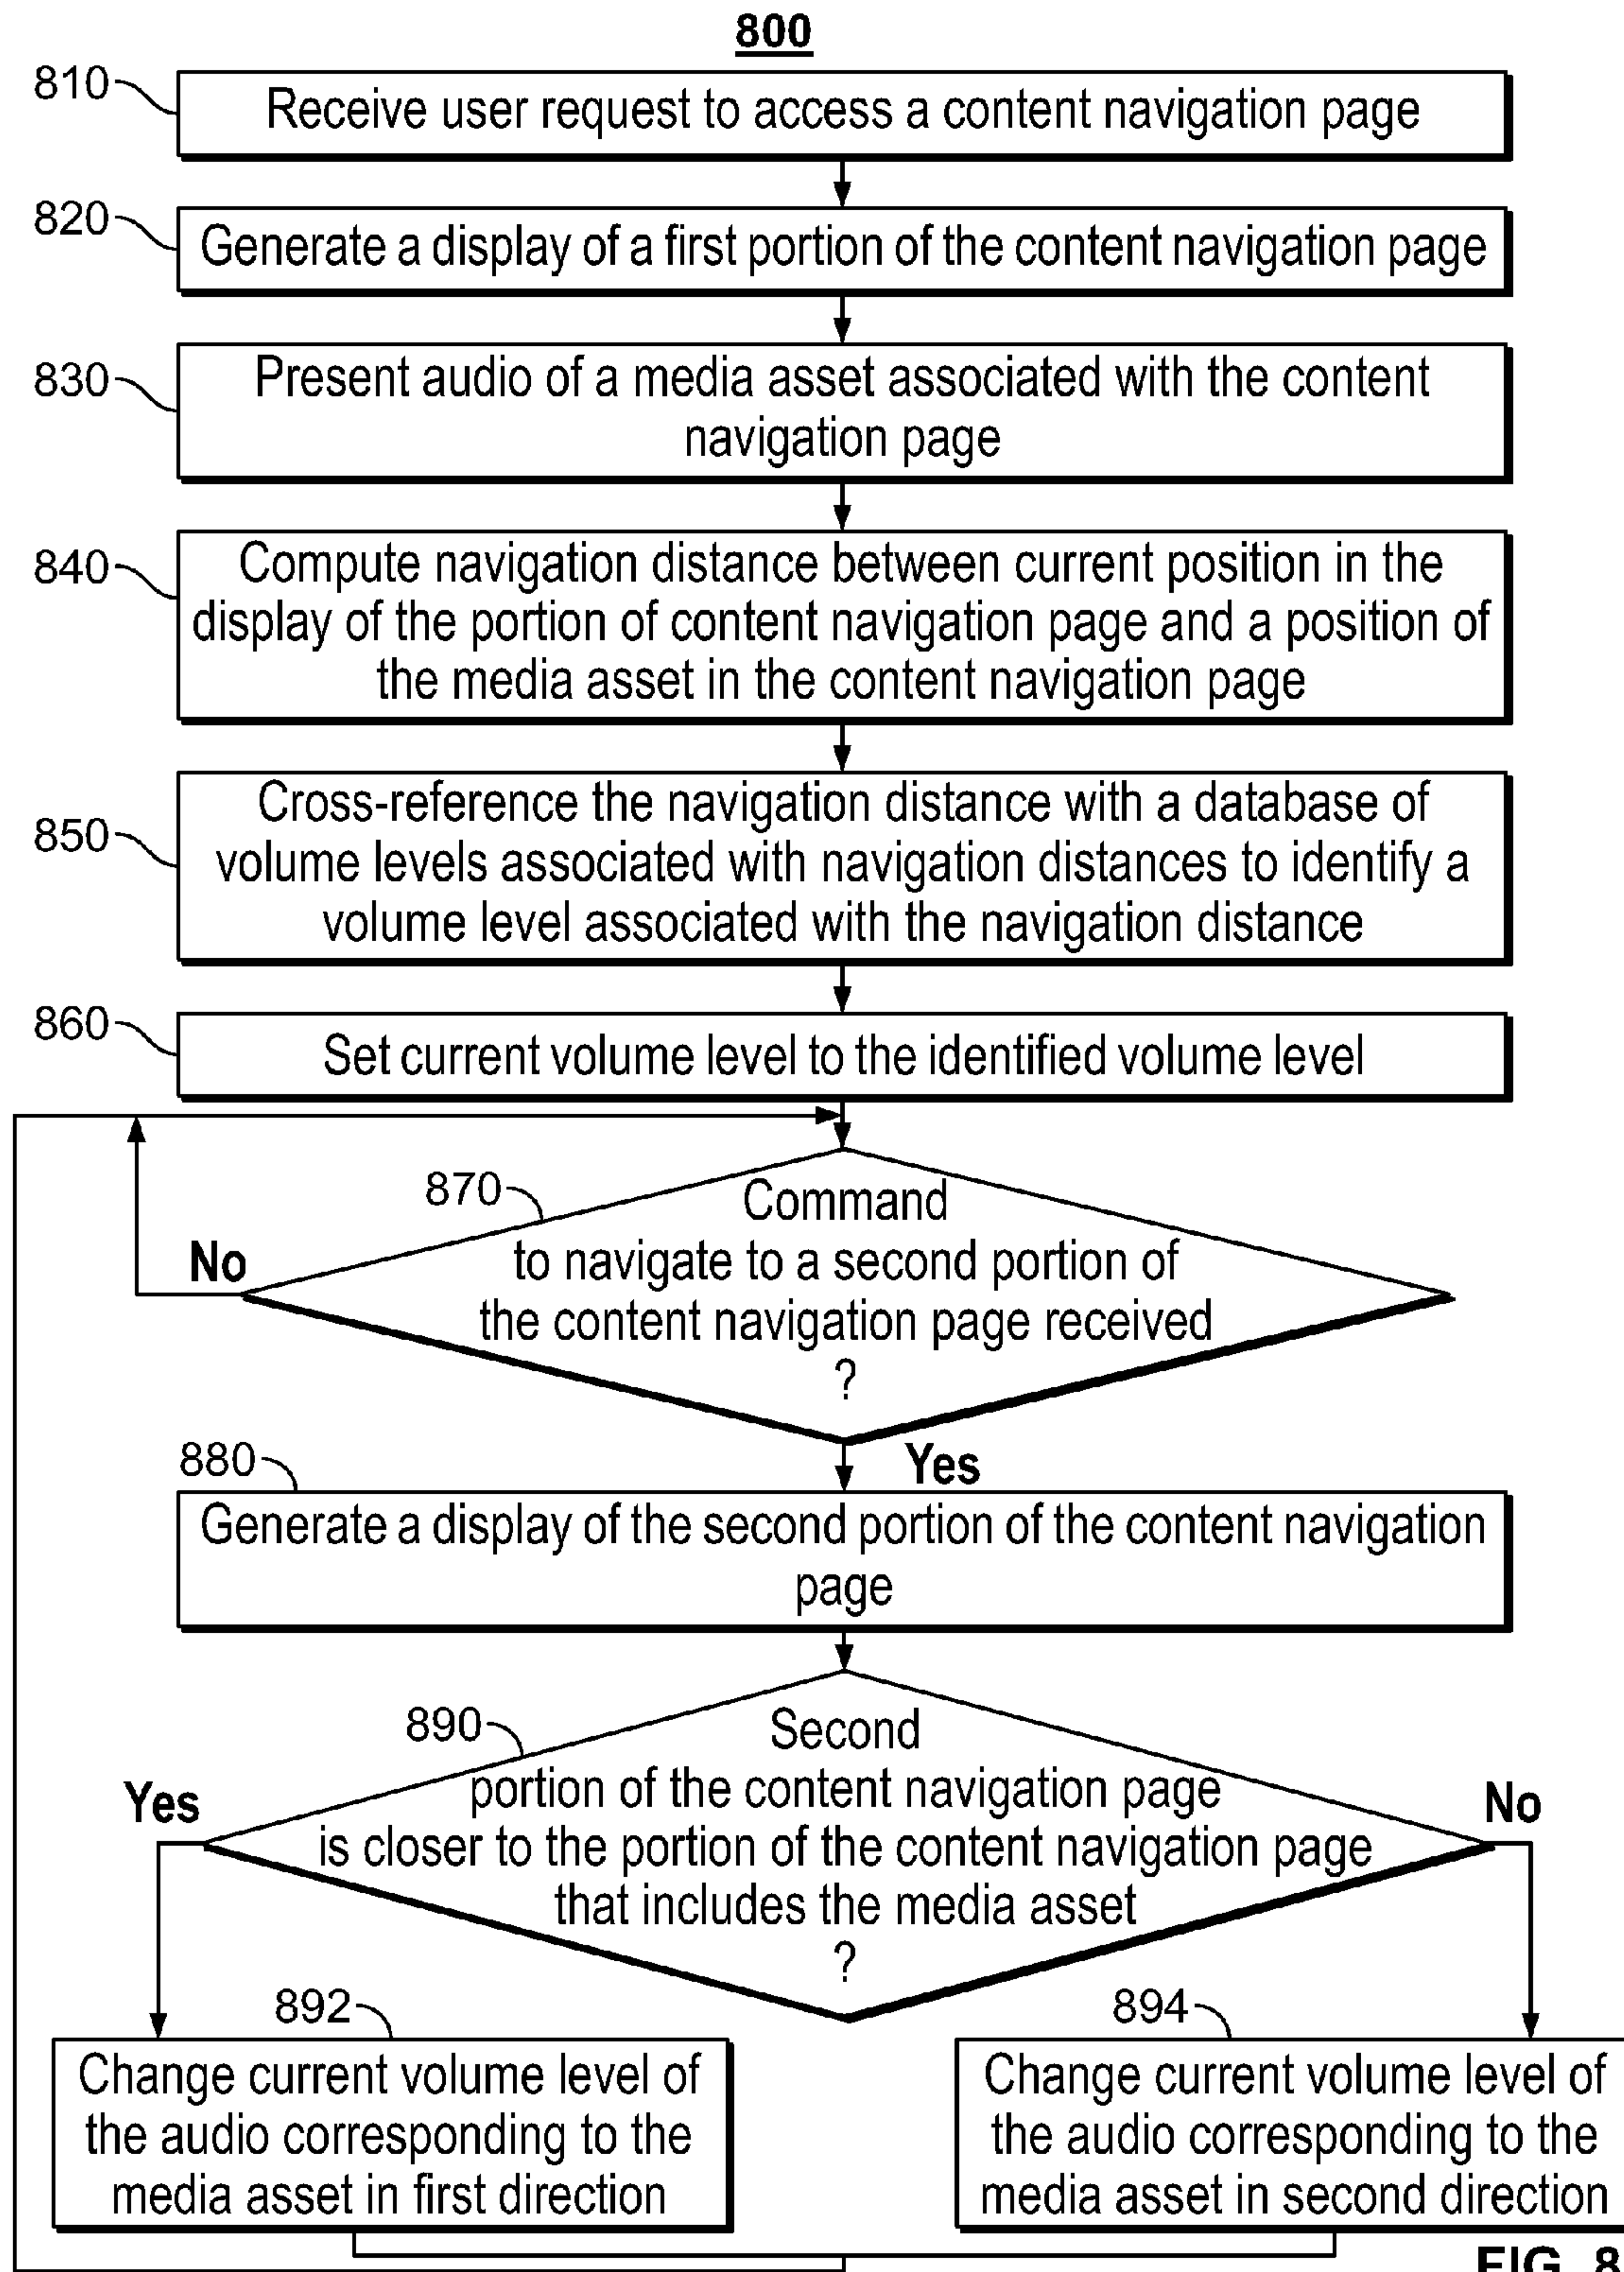 800
810
Receive user request to access a content navigation page
820
Generate a display of a first portion of the content navigation page
830
Present audio of a media asset associated with the content
navigation page
840
Compute navigation distance between current position in the
display of the portion of content navigation page and a position of
the media asset in the content navigation page
850
Cross-reference the navigation distance with a database of
volume levels associated with navigation distances to identify a
volume level associated with the navigation distance
860
Set current volume level to the identified volume level
870
Command
to navigate to a second portion of
the content navigation page received
?
No
Yes
880
Generate a display of the second portion of the content navigation
page
890
Second
portion of the content navigation page
is closer to the portion of the content navigation page
that includes the media asset
?
Yes
No
892
Change current volume level of
the audio corresponding to the
media asset in first direction
894
Change current volume level of
the audio corresponding to the
media asset in second direction
FIG. 8